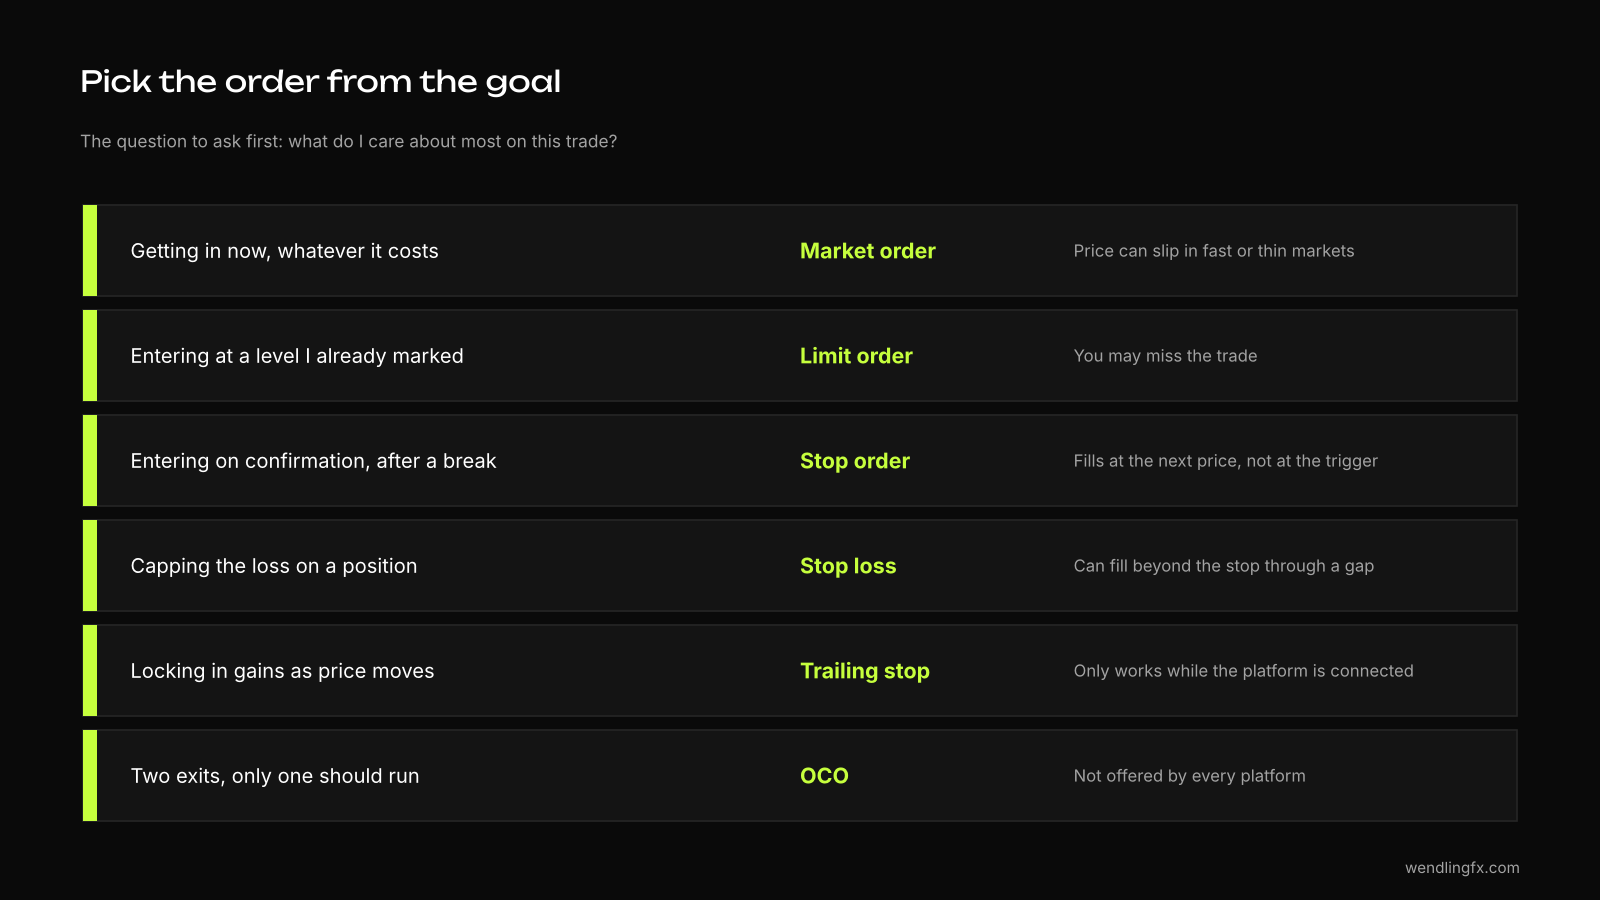 Pick the order from the goal
The question to ask first: what do I care about most on this trade?
Getting in now, whatever it costs Market order Price can slip in fast or thin markets
Entering at a level I already marked Limit order You may miss the trade
Entering on confirmation, after a break Stop order Fills at the next price, not at the trigger
Capping the loss on a position Stop loss Can fill beyond the stop through a gap
Locking in gains as price moves Trailing stop Only works while the platform is connected
Two exits, only one should run OCO Not offered by every platform
wendlingfx.com